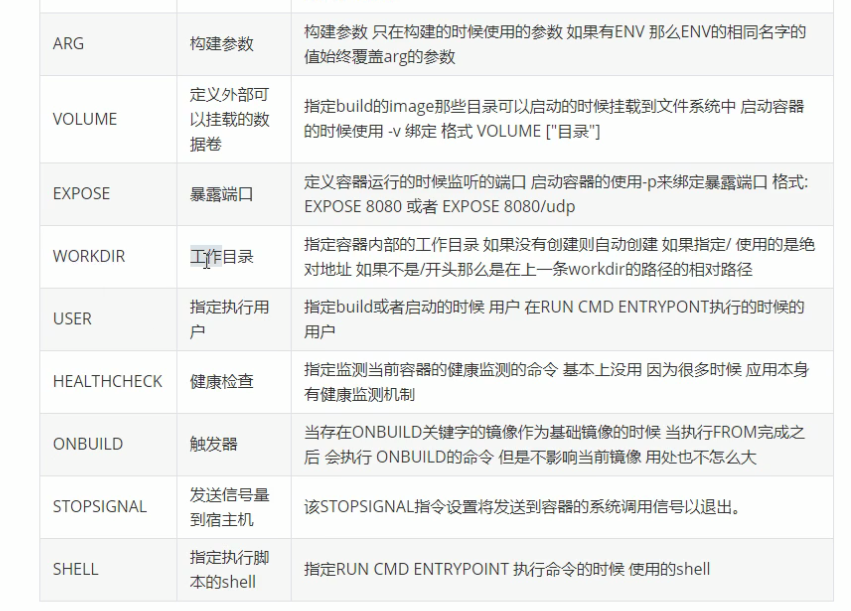 ARG
构建参数
构建参数 只在构建的时候使用的参数 如果有ENV 那么ENV的相同名字的
值始终覆盖arg的参数
VOLUME
定义外部可
以挂载的数
据卷
指定build的image那些目录可以启动的时候挂载到文件系统中 启动容器
的时候使用 -v 绑定 格式 VOLUME ["目录"]
EXPOSE
暴露端口
定义容器运行的时候监听的端口 启动容器的使用-p来绑定暴露端口 格式:
EXPOSE 8080 或者 EXPOSE 8080/udp
WORKDIR
工作目录
指定容器内部的工作目录 如果没有创建则自动创建 如果指定/ 使用的是绝
对地址 如果不是/开头那么是在上一条workdir的路径的相对路径
USER
指定执行用
户
指定build或者启动的时候 用户 在RUN CMD ENTRYPONT执行的时候的
用户
HEALTHCHECK
健康检查
指定监测当前容器的健康监测的命令 基本上没用 因为很多时候 应用本身
有健康监测机制
ONBUILD
触发器
当存在ONBUILD关键字的镜像作为基础镜像的时候 当执行FROM完成之
后 会执行 ONBUILD的命令 但是不影响当前镜像 用处也不怎么大
STOPSIGNAL
发送信号量
到宿主机
该STOPSIGNAL指令设置将发送到容器的系统调用信号以退出。
SHELL
指定执行脚
本的shell
指定RUN CMD ENTRYPOINT 执行命令的时候 使用的shell